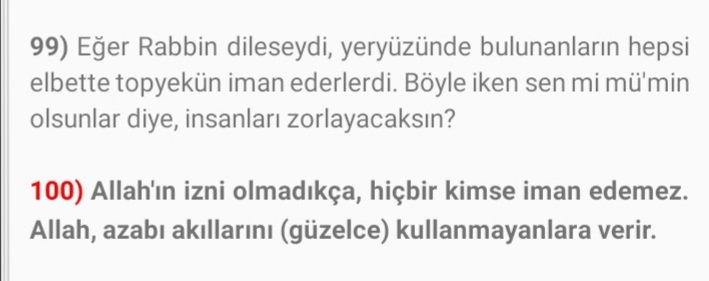 99) Eğer Rabbin dileseydi, yeryüzünde bulunanların hepsi
elbette topyekün iman ederlerdi. Böyle iken sen mi mü'min
olsunlar diye, insanları zorlayacaksın?
100) Allah'ın izni olmadıkça, hiçbir kimse iman edemez.
Allah, azabı akıllarını (güzelce) kullanmayanlara verir.